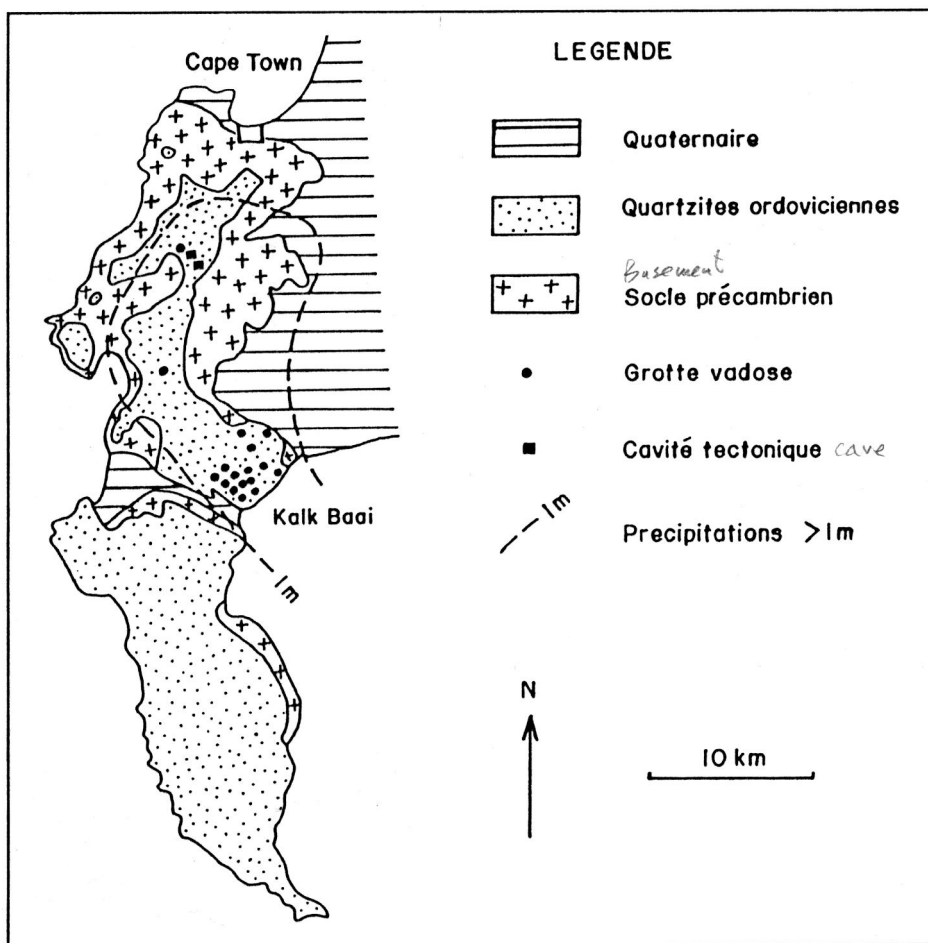 Cape Town
LEGENDE
Quaternaire
Quartzites ordoviciennes
Basement
Socle précambrien
Grotte vadose
Cavité tectonique cave
Kalk Baai
1m
1m
Precipitations >1m
N
10 km